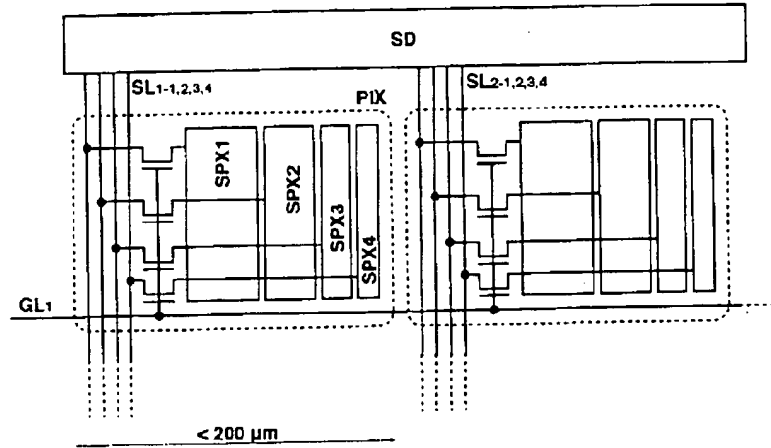 SD
SL1-1,2,3,4
SL2-1,2,3,4
PIX
SPX1
SPX2
SPX3
SPX4
GL1
< 200 µm